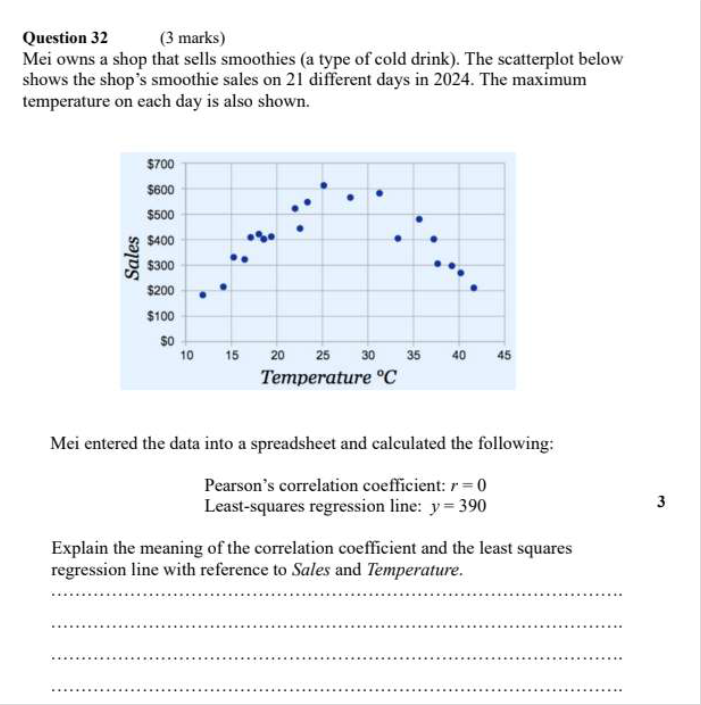 Question 32 (3 marks)
Mei owns a shop that sells smoothies (a type of cold drink). The scatterplot below
shows the shop’s smoothie sales on 21 different days in 2024. The maximum
temperature on each day is also shown.
$700
$600
$500
$400
$300
$200
$100
$0
Sales
10 15 20 25 30 35 40 45
Temperature ºC
Mei entered the data into a spreadsheet and calculated the following:
Pearson’s correlation coefficient: r = 0
Least-squares regression line: y = 390
3
Explain the meaning of the correlation coefficient and the least squares
regression line with reference to Sales and Temperature.